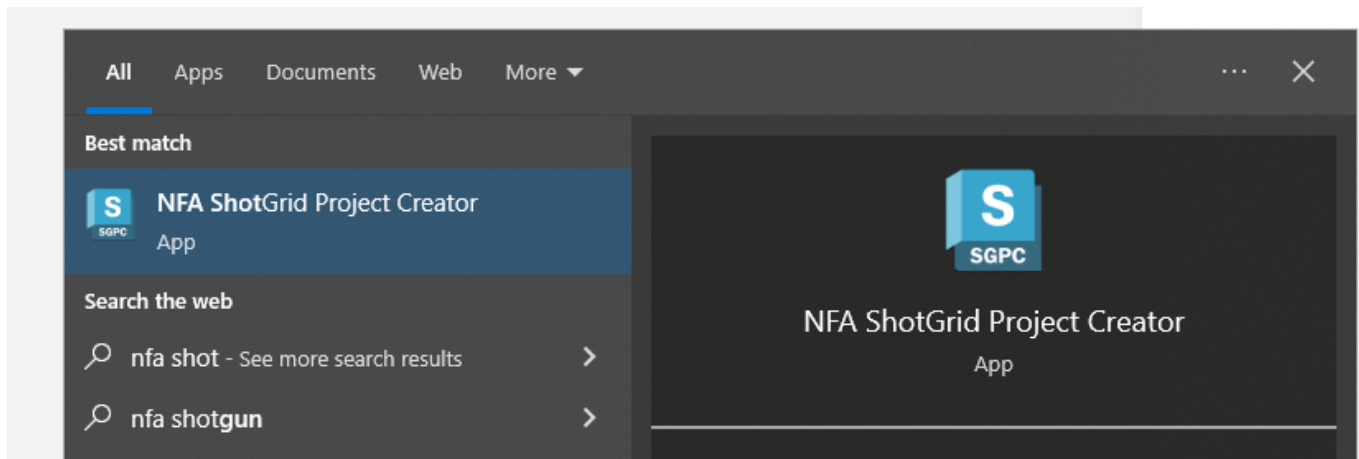 All Apps Documents Web More
Best match
S
SGPC
NFA ShotGrid Project Creator
App
Search the web
nfa shot - See more search results
nfa shotgun
S
SGPC
NFA ShotGrid Project Creator
App